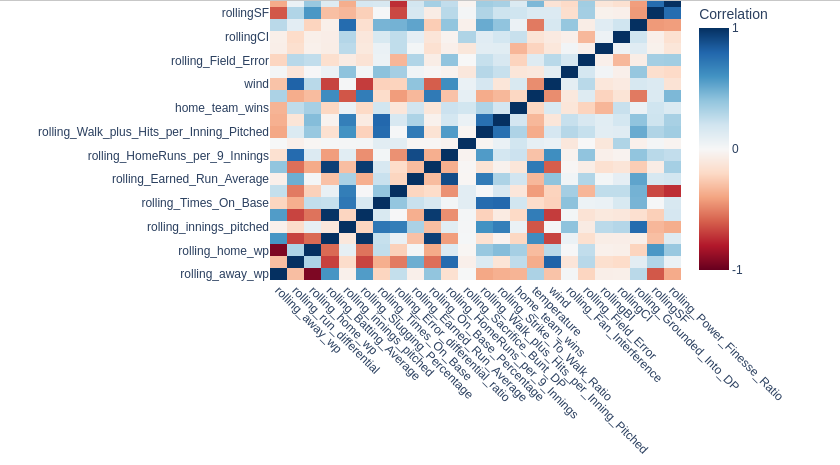 Correlation
rollingSF
rollingCI
rolling_Field_Error
wind
home_team_wins
rolling_Walk_plus_Hits_per_Inning_Pitched
rolling_HomeRuns_per_9_Innings
rolling_Earned_Run_Average
rolling_Times_On_Base
rolling_innings_pitched
rolling_home_wp
rolling_away_wp
1
0
-1
rolling_away_wp
rolling_run_differential
rolling_home_wp
rolling_Batting_Average
rolling_innings_pitched
rolling_Slugging_Percentage
rolling_Times_On_Base
rolling_Error_differential_ratio
rolling_Earned_Run_Average
rolling_On_Base_Percentage
rolling_HomeRuns_per_9_Innings
rolling_Sacrifice_Bunt_DP
rolling_Walk_plus_Hits_per_Inning_Pitched
rolling_Strike_To_Walk_Ratio
home_team_wins
temperature
wind
rolling_Fan_Interference
rolling_Field_Error
rollingBI
rollingCI
rolling_Grounded_Into_DP
rollingSF
rolling_Power_Finesse_Ratio